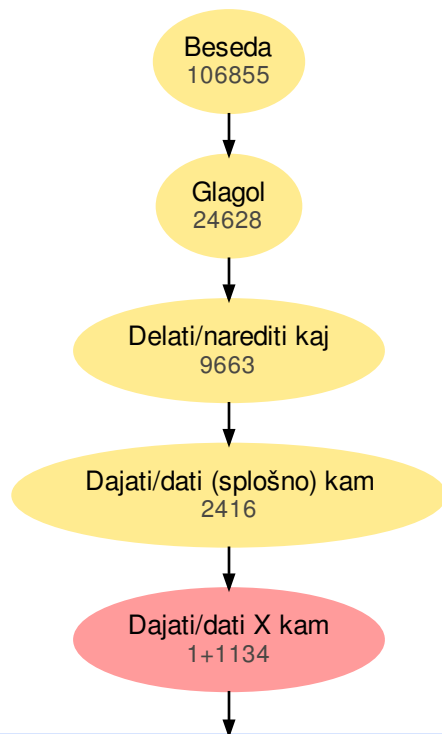 Beseda
106855
Glagol
24628
Delati/narediti kaj
9663
Dajati/dati (splošno) kam
2416
Dajati/dati X kam
1+1134